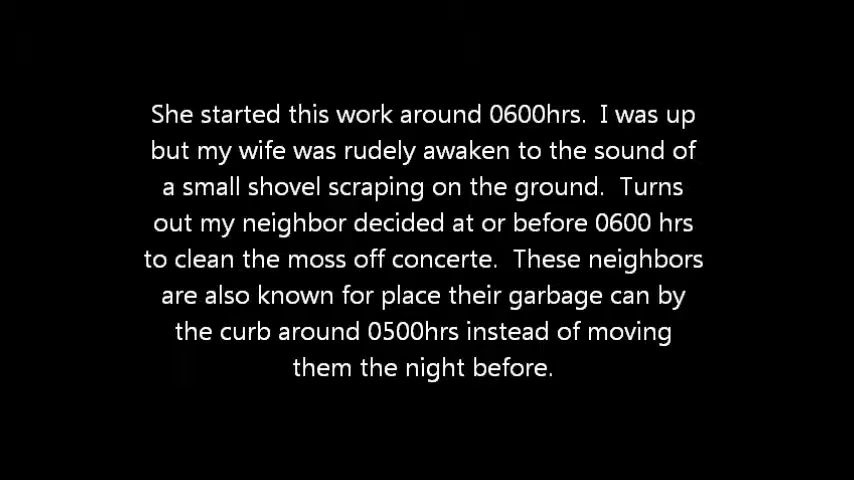 She started this work around 0600hrs.  I was up
but my wife was rudely awaken to the sound of
a small shovel scraping on the ground.  Turns
out my neighbor decided at or before 0600 hrs
to clean the moss off concerte.  These neighbors
are also known for place their garbage can by
the curb around 0500hrs instead of moving
them the night before.